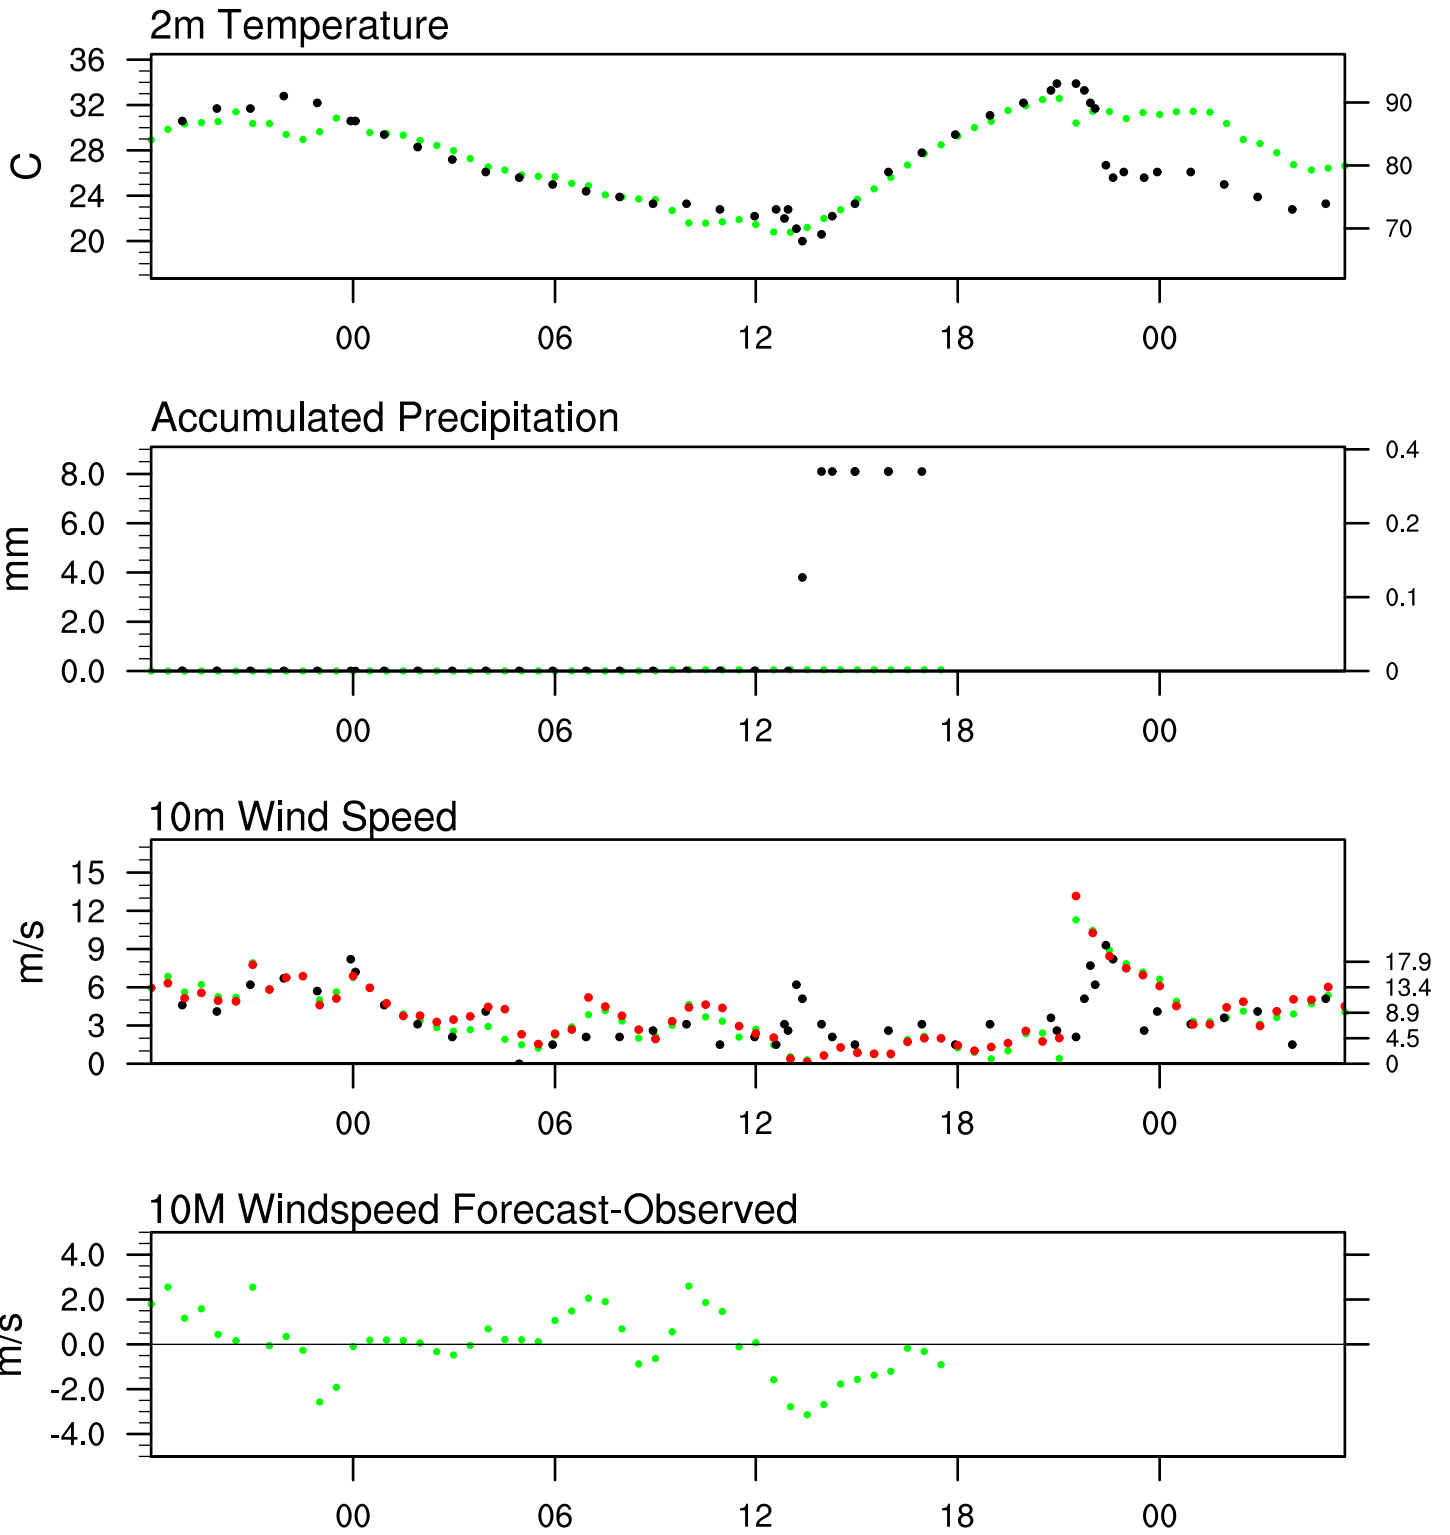 2m Temperature
36
32
28
24
20
C
90
80
70
00 06 12 18 00
Accumulated Precipitation
8.0
6.0
4.0
2.0
0.0
mm
0.4
0.2
0.1
0
00 06 12 18 00
10m Wind Speed
15
12
9
6
3
0
m/s
17.9
13.4
8.9
4.5
0
00 06 12 18 00
10M Windspeed Forecast-Observed
4.0
2.0
0.0
-2.0
-4.0
m/s
00 06 12 18 00